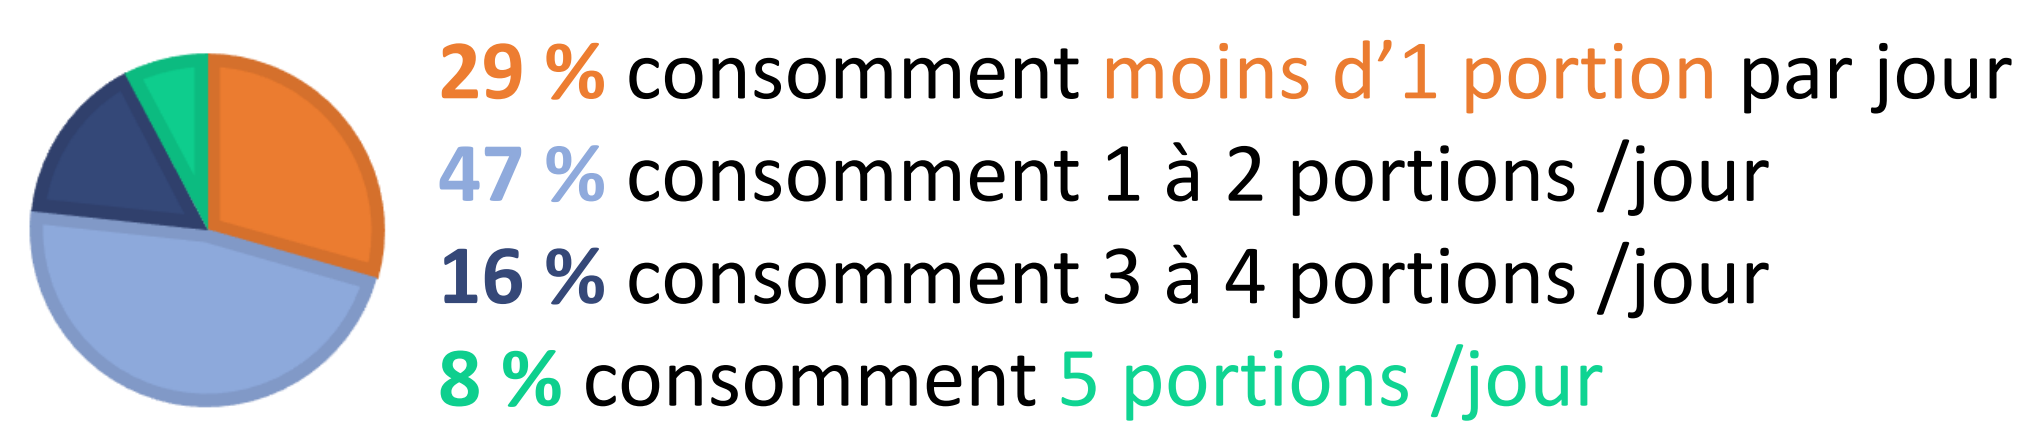 29 % consomment moins d’1 portion par jour
47 % consomment 1 à 2 portions /jour
16 % consomment 3 à 4 portions /jour
8 % consomment 5 portions /jour